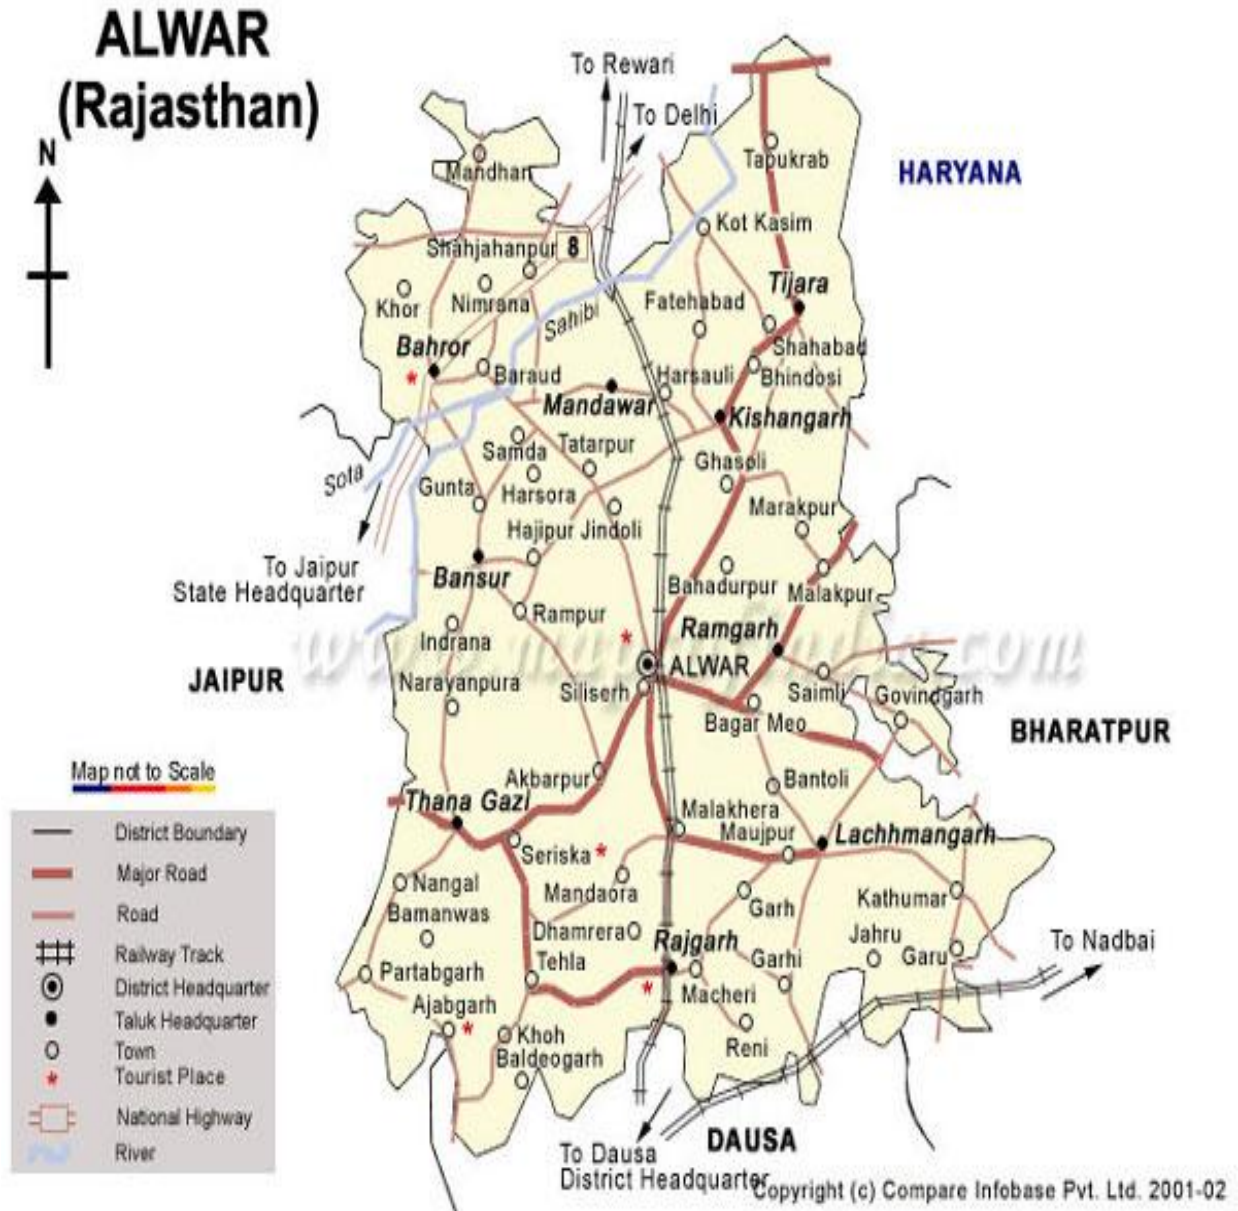 ALWAR
(Rajasthan)
N
To Rewari
To Delhi
HARYANA
Tapukrab
Mandhan
Kot Kasim
Shahjahanpur
8
Tijara
Khor
Nimrana
Fatehabad
Sahibi
Bahror
Shahabad
Baraud
Harsauli
Bhindosi
Mandawar
Kishangarh
Samda
Tatarpur
Ghasoli
Sota
Gunta
Harsora
Marakpur
Hajipur
Jindoli
To Jaipur
State Headquarter
Bansur
Banadurpur
Malakpur
Rampur
Ramgarh
Indrana
www.mapsofindia.com
ALWAR
JAIPUR
Narayanpura
Siliserh
Saimli
Govindgarh
Bagar Meo
BHARATPUR
Map not to Scale
Akbarpur
Bantoli
Thana Gazi
Malakhera
Maujpur
Lachhmangarh
Seriska
Nangal
Mandaora
Kathumar
Bamanwas
Garh
Dhamrera
Rajgarh
Jahru
To Nadbai
Partabgarh
Tehla
Garhi
Garu
Ajabgarh
Macheri
Khoh
Reni
Baldeogarh
DAUSA
To Dausa
District Headquarter
District Boundary
Major Road
Road
Railway Track
District Headquarter
Taluk Headquarter
Town
Tourist Place
National Highway
River
Copyright (c) Compare Infobase Pvt. Ltd. 2001-02